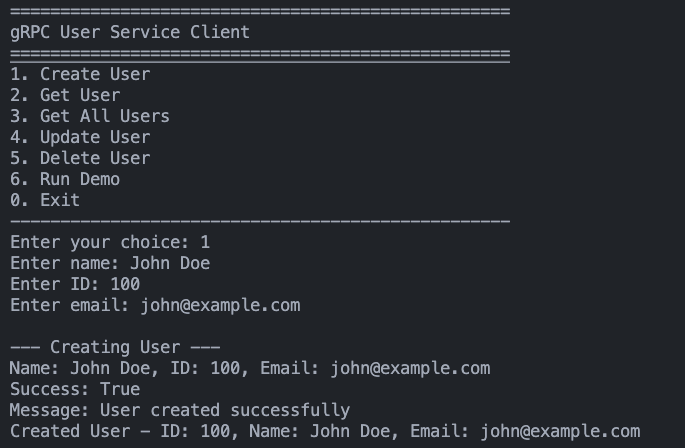 ==================================================
gRPC User Service Client
==================================================
1. Create User
2. Get User
3. Get All Users
4. Update User
5. Delete User
6. Run Demo
0. Exit
--------------------------------------------------
Enter your choice: 1
Enter name: John Doe
Enter ID: 100
Enter email: john@example.com

--- Creating User ---
Name: John Doe, ID: 100, Email: john@example.com
Success: True
Message: User created successfully
Created User - ID: 100, Name: John Doe, Email: john@example.com